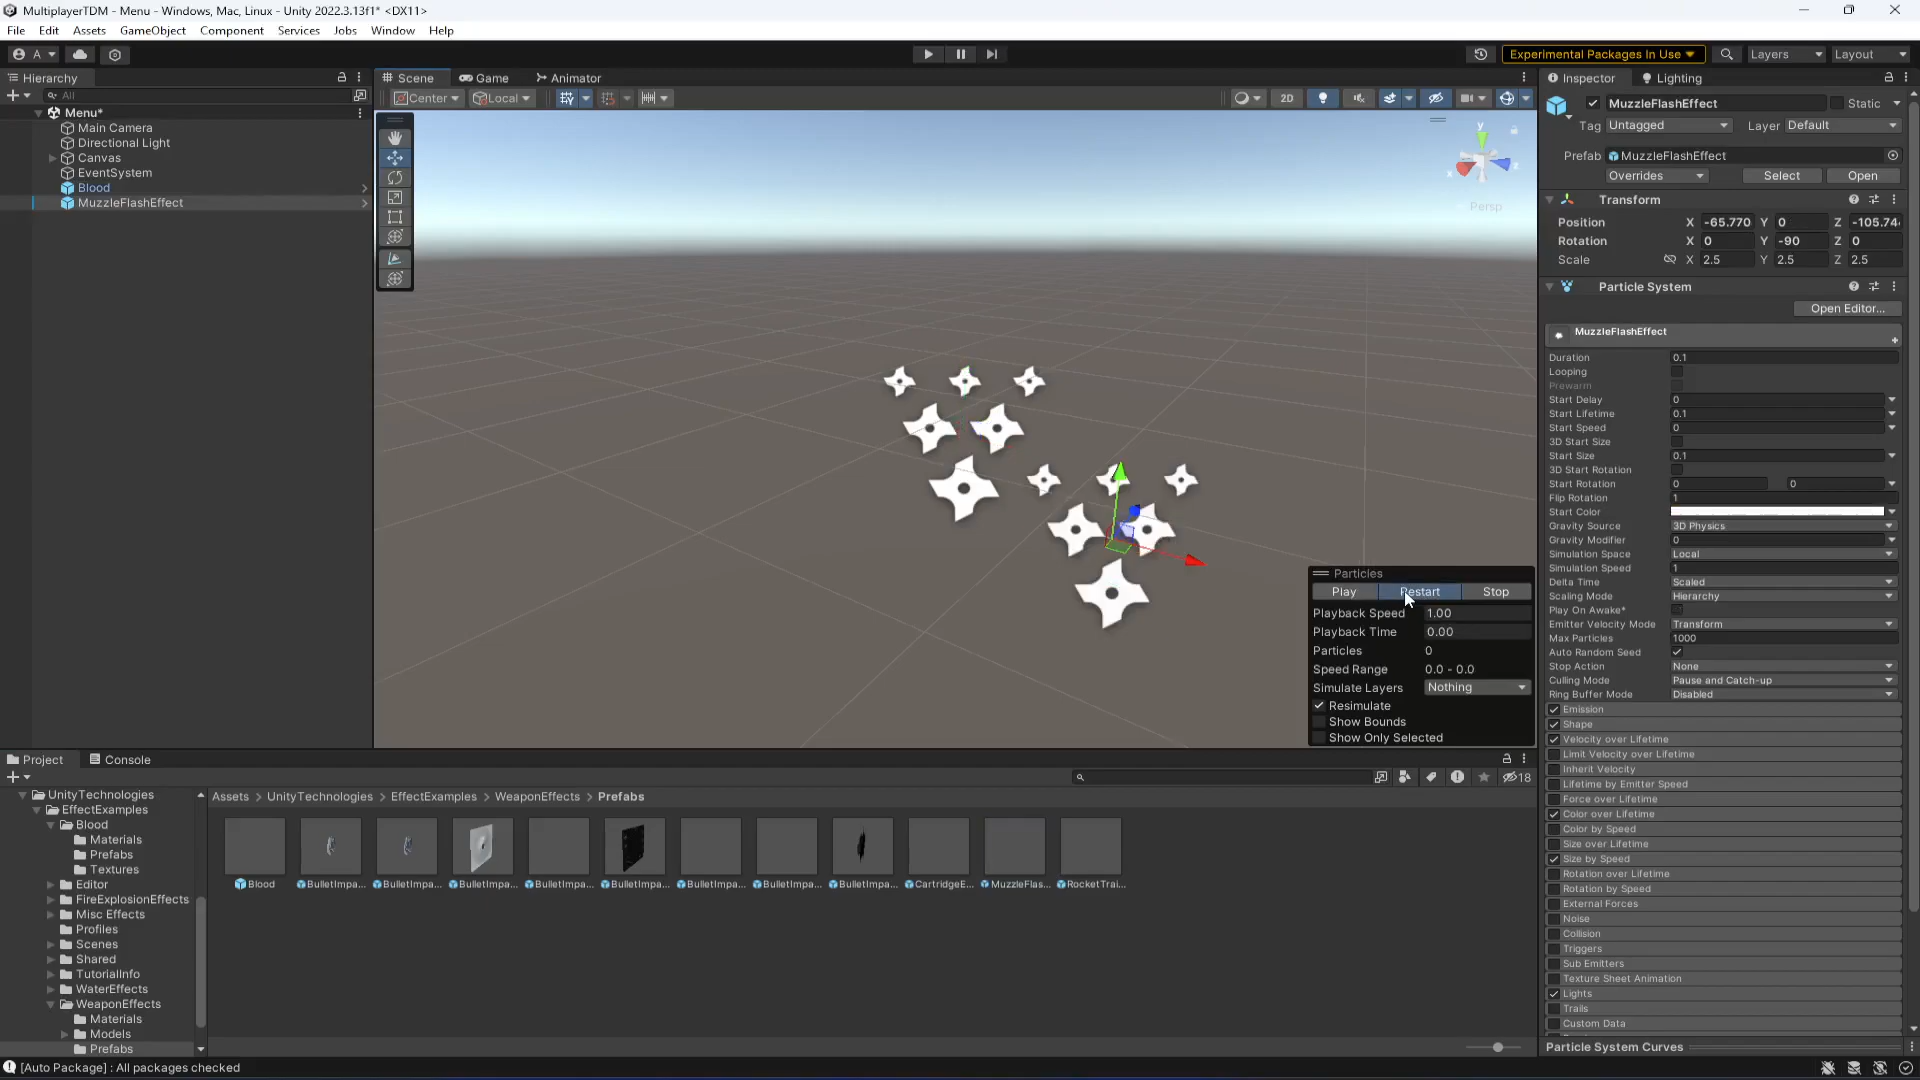 MultiplayerTDM - Menu - Windows, Mac, Linux - Unity 2022.3.13f1* <DX11>
File Edit Assets GameObject Component Services Jobs Window Help
A
Experimental Packages In Use
Layers
Layout
Hierarchy
All
Menu*
Main Camera
Directional Light
Canvas
EventSystem
Blood
MuzzleFlashEffect
Scene
Game
Animator
Center
Local
2D
y
x
z
Persp
Particles
Play Restart Stop
Playback Speed 1.00
Playback Time 0.00
Particles 0
Speed Range 0.0 - 0.0
Simulate Layers Nothing
Resimulate
Show Bounds
Show Only Selected
Inspector
Lighting
MuzzleFlashEffect
Static
Tag Untagged
Layer Default
Prefab MuzzleFlashEffect
Overrides
Select
Open
Transform
Position X -65.770 Y 0 Z -105.74
Rotation X 0 Y -90 Z 0
Scale X 2.5 Y 2.5 Z 2.5
Particle System
Open Editor...
MuzzleFlashEffect
Duration 0.1
Looping
Prewarm
Start Delay 0
Start Lifetime 0.1
Start Speed 0
3D Start Size
Start Size 0.1
3D Start Rotation
Start Rotation 0 0
Flip Rotation 1
Start Color
Gravity Source 3D Physics
Gravity Modifier 0
Simulation Space Local
Simulation Speed 1
Delta Time Scaled
Scaling Mode Hierarchy
Play On Awake*
Emitter Velocity Mode Transform
Max Particles 1000
Auto Random Seed
Stop Action None
Culling Mode Pause and Catch-up
Ring Buffer Mode Disabled
Emission
Shape
Velocity over Lifetime
Limit Velocity over Lifetime
Inherit Velocity
Lifetime by Emitter Speed
Force over Lifetime
Color over Lifetime
Color by Speed
Size over Lifetime
Size by Speed
Rotation over Lifetime
Rotation by Speed
External Forces
Noise
Collision
Triggers
Sub Emitters
Texture Sheet Animation
Lights
Trails
Custom Data
Particle System Curves
Project
Console
18
UnityTechnologies
EffectExamples
Blood
Materials
Prefabs
Textures
Editor
FireExplosionEffects
Misc Effects
Profiles
Scenes
Shared
TutorialInfo
WaterEffects
WeaponEffects
Materials
Models
Prefabs
Assets > UnityTechnologies > EffectExamples > WeaponEffects > Prefabs
Blood BulletImpa... BulletImpa... BulletImpa... BulletImpa... BulletImpa... BulletImpa... BulletImpa... BulletImpa... CartridgeE... MuzzleFlas... RocketTrai...
[Auto Package] : All packages checked